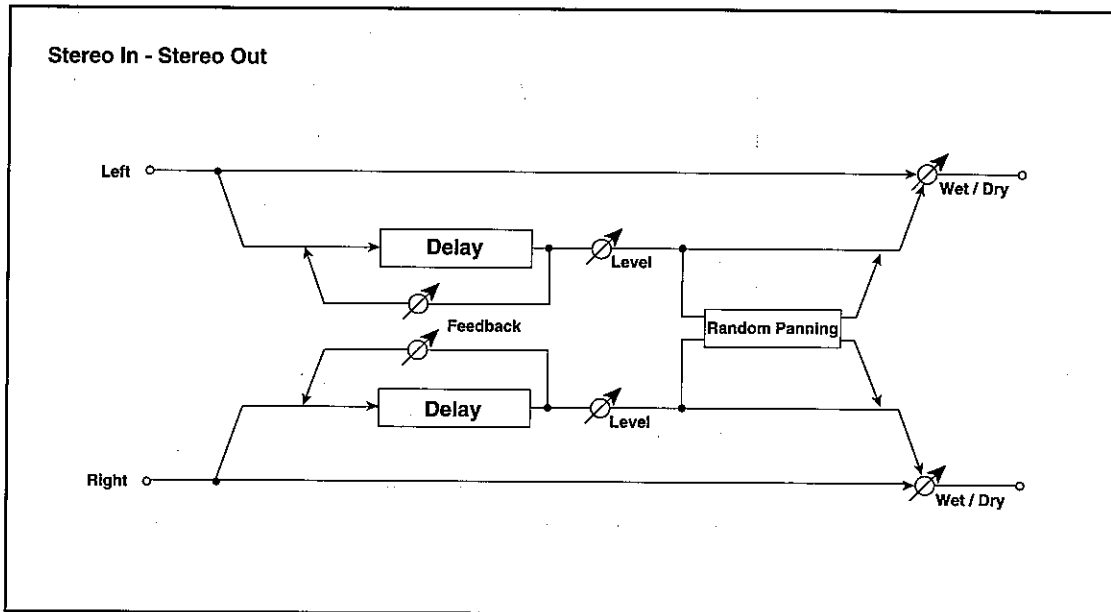 Stereo In - Stereo Out
Left
Wet / Dry
Delay
Level
Feedback
Random Panning
Delay
Level
Right
Wet / Dry